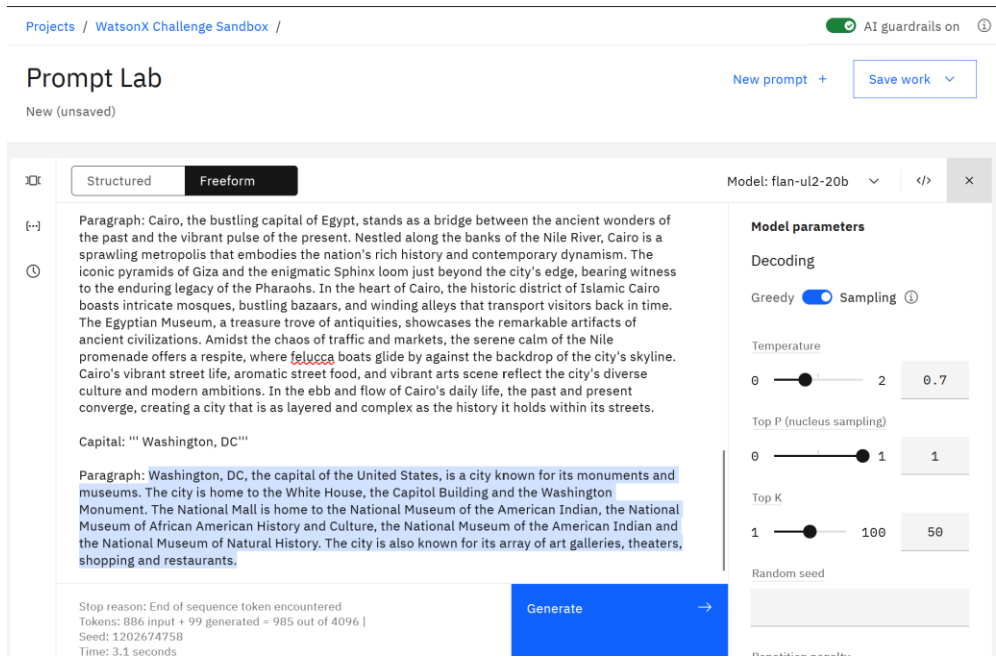 Projects / WatsonX Challenge Sandbox /
AI guardrails on
Prompt Lab
New prompt +
Save work
New (unsaved)
Structured
Freeform
Model: flan-ul2-20b
Paragraph: Cairo, the bustling capital of Egypt, stands as a bridge between the ancient wonders of
the past and the vibrant pulse of the present. Nestled along the banks of the Nile River, Cairo is a
sprawling metropolis that embodies the nation's rich history and contemporary dynamism. The
iconic pyramids of Giza and the enigmatic Sphinx loom just beyond the city's edge, bearing witness
to the enduring legacy of the Pharaohs. In the heart of Cairo, the historic district of Islamic Cairo
boasts intricate mosques, bustling bazaars, and winding alleys that transport visitors back in time.
The Egyptian Museum, a treasure trove of antiquities, showcases the remarkable artifacts of
ancient civilizations. Amidst the chaos of traffic and markets, the serene calm of the Nile
promenade offers a respite, where felucca boats glide by against the backdrop of the city's skyline.
Cairo's vibrant street life, aromatic street food, and vibrant arts scene reflect the city's diverse
culture and modern ambitions. In the ebb and flow of Cairo's daily life, the past and present
converge, creating a city that is as layered and complex as the history it holds within its streets.
Capital: ''' Washington, DC'''
Paragraph: Washington, DC, the capital of the United States, is a city known for its monuments and
museums. The city is home to the White House, the Capitol Building and the Washington
Monument. The National Mall is home to the National Museum of the American Indian, the National
Museum of African American History and Culture, the National Museum of the American Indian and
the National Museum of Natural History. The city is also known for its array of art galleries, theaters,
shopping and restaurants.
Stop reason: End of sequence token encountered
Tokens: 886 input + 99 generated = 985 out of 4096 |
Seed: 1202674758
Time: 3.1 seconds
Generate
Model parameters
Decoding
Greedy Sampling
Temperature
0 2 0.7
Top P (nucleus sampling)
0 1 1
Top K
1 100 50
Random seed
Repetition penalty